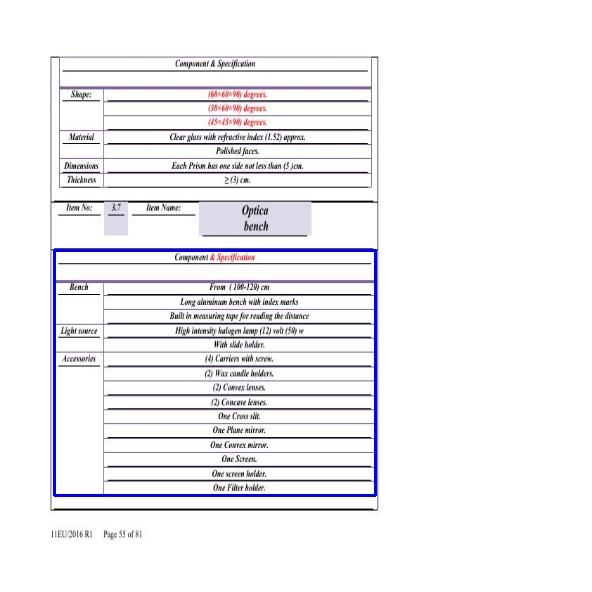 Component & Specification
Shape:
(60×60×90) degrees.
(30×60×90) degrees.
(45×45×90) degrees.
Material
Clear glass with refractive index (1.52) approx.
Polished faces.
Dimensions
Each Prism has one side not less than (5 )cm.
Thickness
≥ (3) cm.
Item No:
3.7
Item Name:
Optica
bench
Component & Specification
Bench
From ( 100-120) cm
Long aluminum bench with index marks
Built in measuring tape for reading the distance
Light source
High intensity halogen lamp (12) volt (50) w
With slide holder.
Accessories
(4) Carriers with screw.
(2) Wax candle holders.
(2) Convex lenses.
(2) Concave lenses.
One Cross slit.
One Plane mirror.
One Convex mirror.
One Screen.
One screen holder.
One Filter holder.
11EU/2016 R1 Page 55 of 81